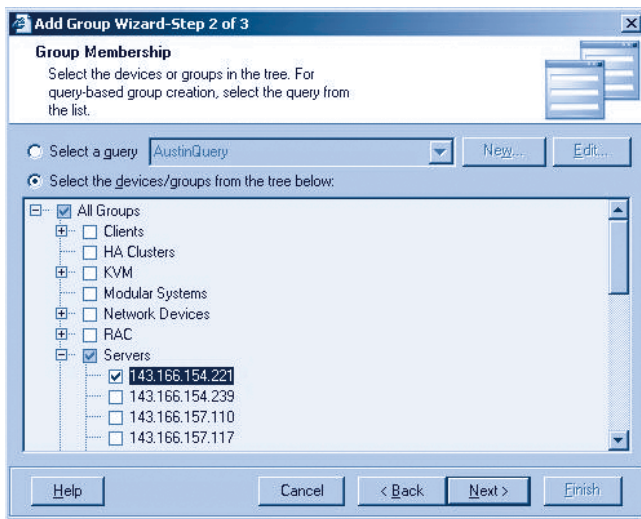 Add Group Wizard-Step 2 of 3
Group Membership
Select the devices or groups in the tree. For
query-based group creation, select the query from
the list.
Select a query AustinQuery New... Edit...
Select the devices/groups from the tree below:
All Groups
Clients
HA Clusters
KVM
Modular Systems
Network Devices
RAC
Servers
143.166.154.221
143.166.154.239
143.166.157.110
143.166.157.117
Help Cancel < Back Next > Finish